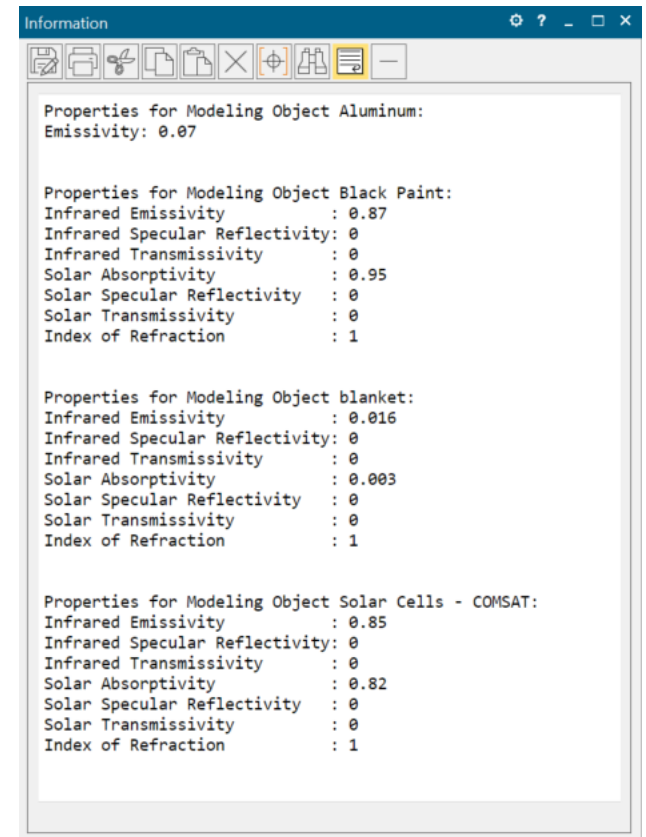 Information
Properties for Modeling Object Aluminum:
Emissivity: 0.07
Properties for Modeling Object Black Paint:
Infrared Emissivity : 0.87
Infrared Specular Reflectivity: 0
Infrared Transmissivity : 0
Solar Absorptivity : 0.95
Solar Specular Reflectivity : 0
Solar Transmissivity : 0
Index of Refraction : 1
Properties for Modeling Object blanket:
Infrared Emissivity : 0.016
Infrared Specular Reflectivity: 0
Infrared Transmissivity : 0
Solar Absorptivity : 0.003
Solar Specular Reflectivity : 0
Solar Transmissivity : 0
Index of Refraction : 1
Properties for Modeling Object Solar Cells - COMSAT:
Infrared Emissivity : 0.85
Infrared Specular Reflectivity: 0
Infrared Transmissivity : 0
Solar Absorptivity : 0.82
Solar Specular Reflectivity : 0
Solar Transmissivity : 0
Index of Refraction : 1